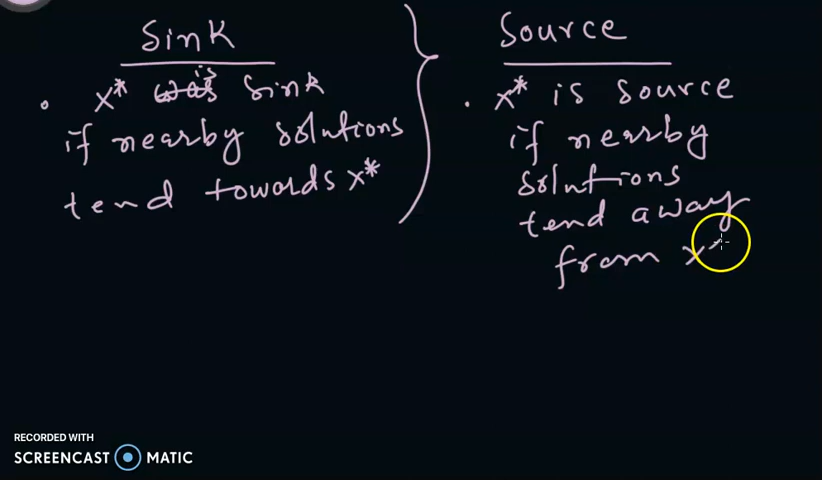 Sink
• x* is sink
if nearby solutions
tend towards x*
Source
• x* is source
if nearby
solutions
tend away
from x*
RECORDED WITH
SCREENCAST MATIC